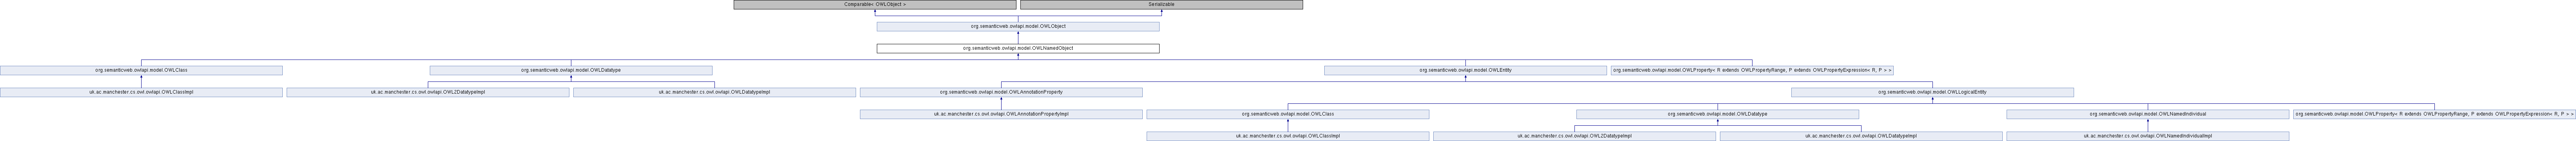 Comparable< OWLObject >
Serializable
org.semanticweb.owlapi.model.OWLObject
org.semanticweb.owlapi.model.OWLNamedObject
org.semanticweb.owlapi.model.OWLClass
org.semanticweb.owlapi.model.OWLDatatype
org.semanticweb.owlapi.model.OWLEntity
org.semanticweb.owlapi.model.OWLProperty< R extends OWLPropertyRange, P extends OWLPropertyExpression< R, P > >
uk.ac.manchester.cs.owl.owlapi.OWLClassImpl
uk.ac.manchester.cs.owl.owlapi.OWL2DatatypeImpl
uk.ac.manchester.cs.owl.owlapi.OWLDatatypeImpl
org.semanticweb.owlapi.model.OWLAnnotationProperty
org.semanticweb.owlapi.model.OWLLogicalEntity
uk.ac.manchester.cs.owl.owlapi.OWLAnnotationPropertyImpl
org.semanticweb.owlapi.model.OWLClass
org.semanticweb.owlapi.model.OWLDatatype
org.semanticweb.owlapi.model.OWLNamedIndividual
org.semanticweb.owlapi.model.OWLProperty< R extends OWLPropertyRange, P extends OWLPropertyExpression< R, P > >
uk.ac.manchester.cs.owl.owlapi.OWLClassImpl
uk.ac.manchester.cs.owl.owlapi.OWL2DatatypeImpl
uk.ac.manchester.cs.owl.owlapi.OWLDatatypeImpl
uk.ac.manchester.cs.owl.owlapi.OWLNamedIndividualImpl